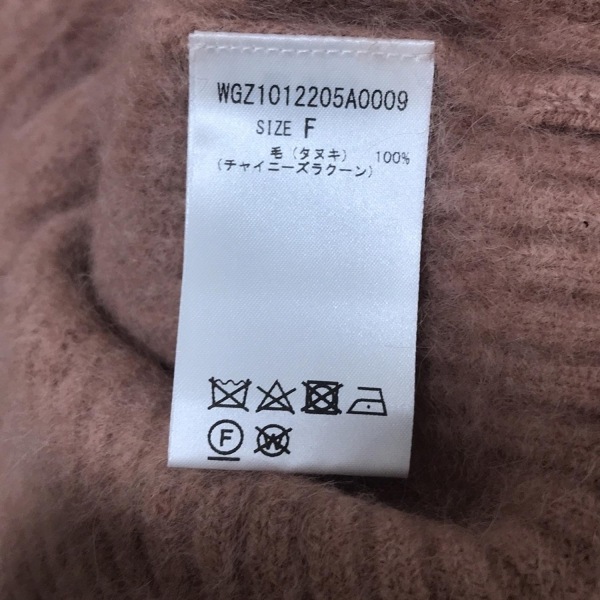 WGZ1012205A0009
SIZE F
毛(タヌキ) 100%
(チャイニーズラクーン)
F W